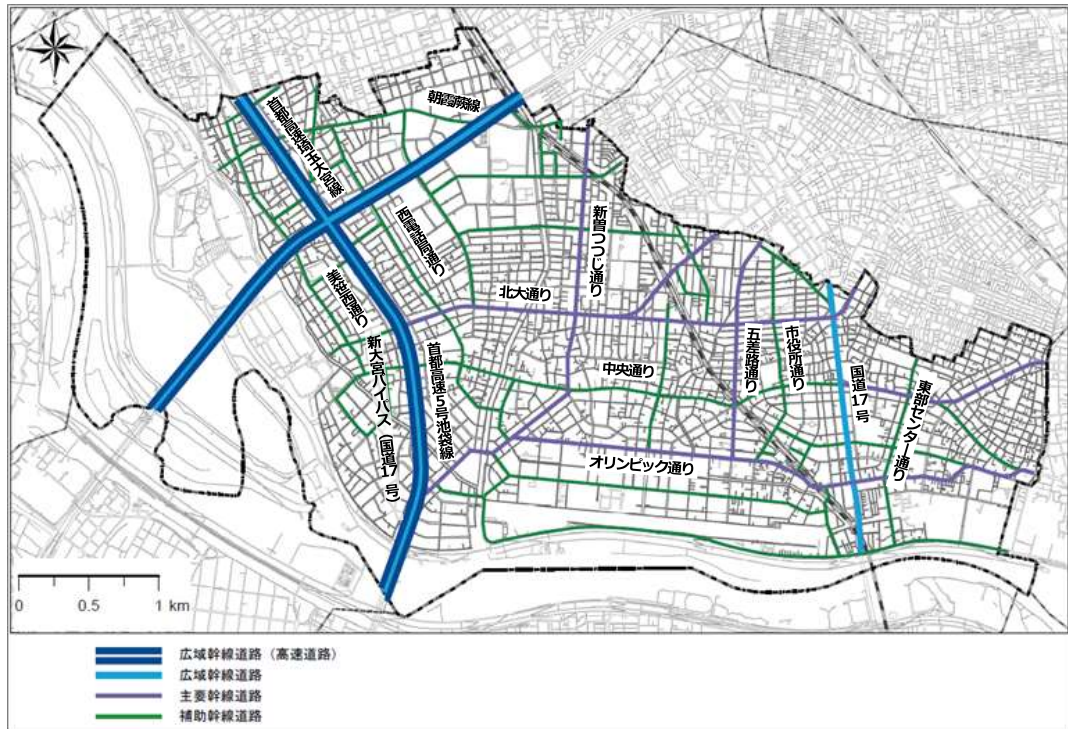 朝霞蕨線
首都高速埼玉大宮線
西電話局通り
新曽つつじ通り
美笹西通り
北大通り
新大宮バイパス（国道17号）
首都高速5号池袋線
中央通り
五差路通り
市役所通り
国道17号
東部センター通り
オリンピック通り
0 0.5 1 km
広域幹線道路（高速道路）
広域幹線道路
主要幹線道路
補助幹線道路